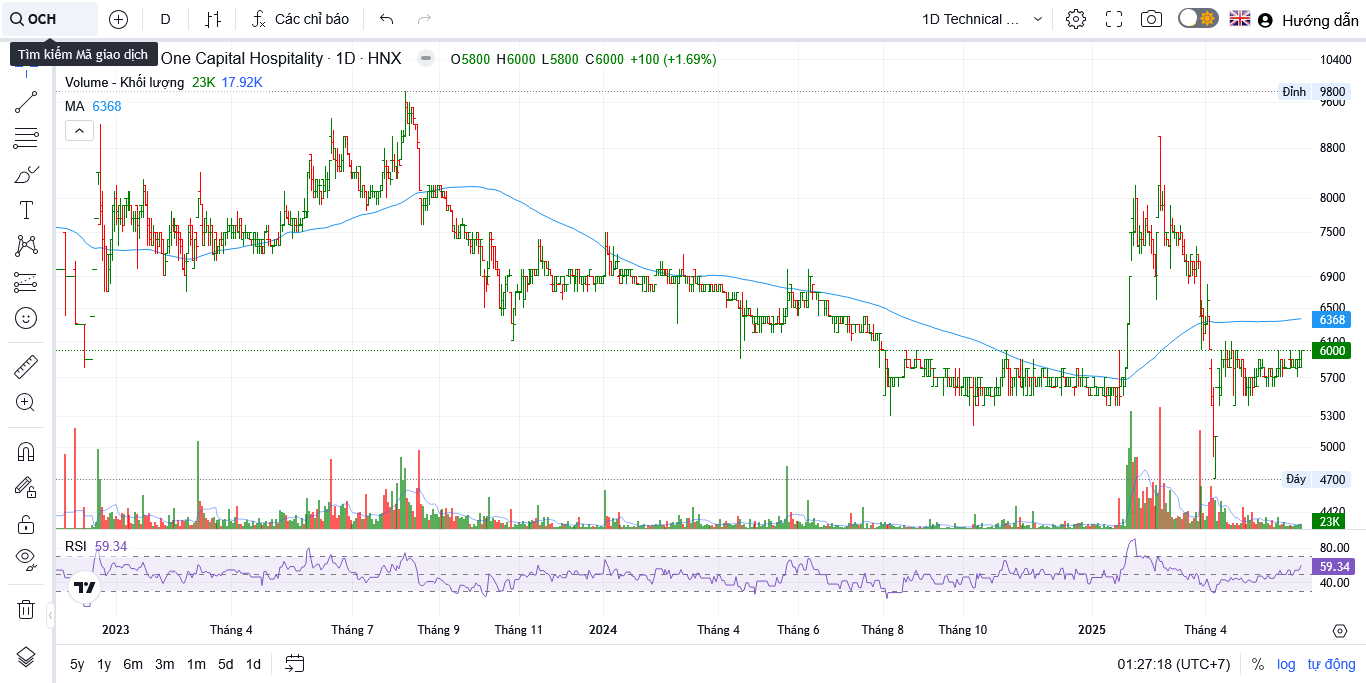 OCH D Các chỉ báo 1D Technical ... Hướng dẫn
Tìm kiếm Mã giao dịch
One Capital Hospitality · 1D · HNX O5800 H6000 L5800 C6000 +100 (+1.69%)
Volume - Khối lượng 23K 17.92K
MA 6368
10400
Đỉnh 9800
9600
8800
8000
7500
6900
6500
6368
6100
6000
5700
5300
5000
Đáy 4700
4420
23K
RSI 59.34
80.00
59.34
40.00
2023 Tháng 4 Tháng 7 Tháng 9 Tháng 11 2024 Tháng 4 Tháng 6 Tháng 8 Tháng 10 2025 Tháng 4
5y 1y 6m 3m 1m 5d 1d 01:27:18 (UTC+7) % log tự động